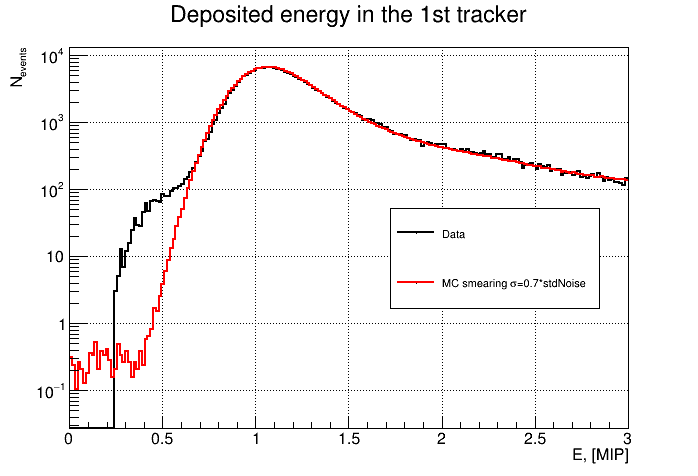 Deposited energy in the 1st tracker
N_events
10^4
10^3
10^2
10
1
10^-1
Data
MC smearing σ=0.7*stdNoise
0 0.5 1 1.5 2 2.5 3
E, [MIP]